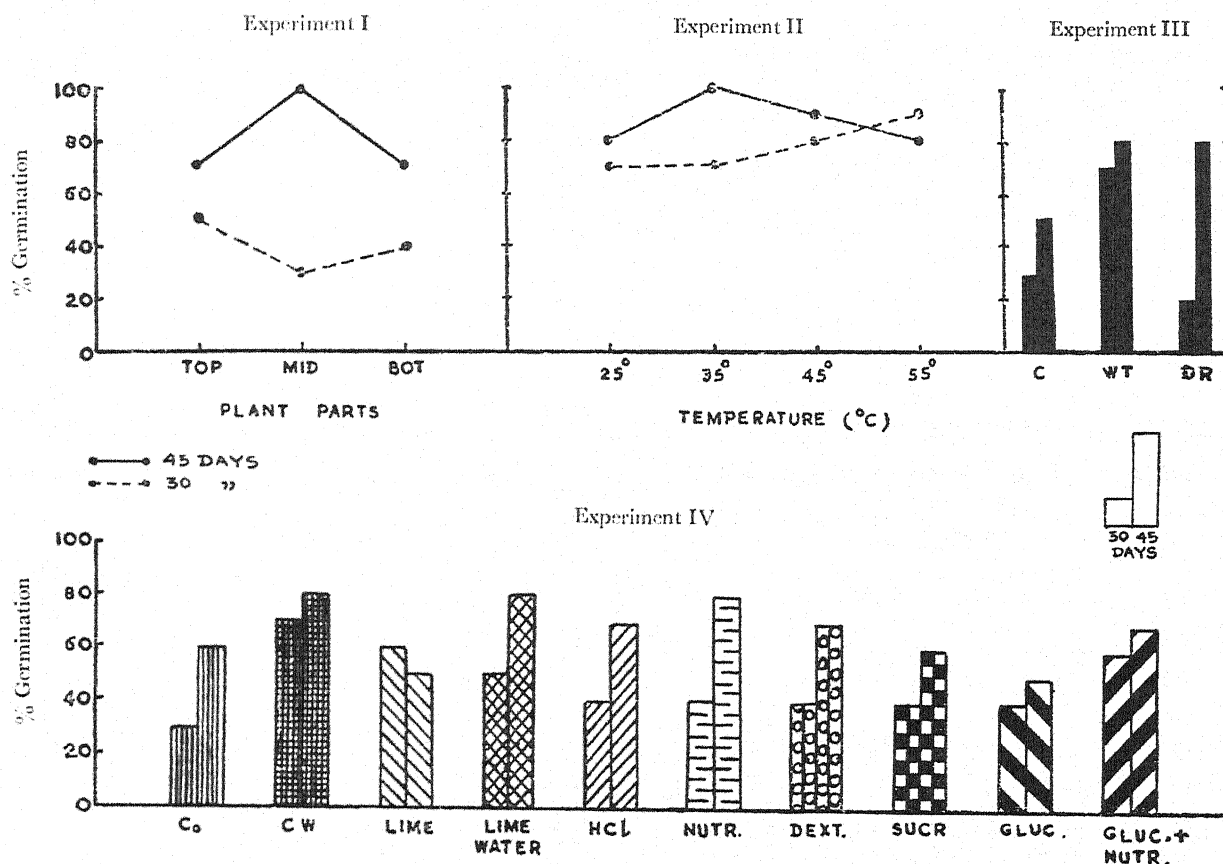 Experiment I
Experiment II
Experiment III
% Germination
100
80
60
40
20
0
TOP MID BOT
PLANT PARTS
25° 35° 45° 55°
TEMPERATURE (°C)
C WT DR
45 DAYS
30 "
30 45
DAYS
Experiment IV
% Germination
100
80
60
40
20
0
Co CW LIME LIME WATER HCl NUTR. DEXT. SUCR GLUC. GLUC.+ NUTR.